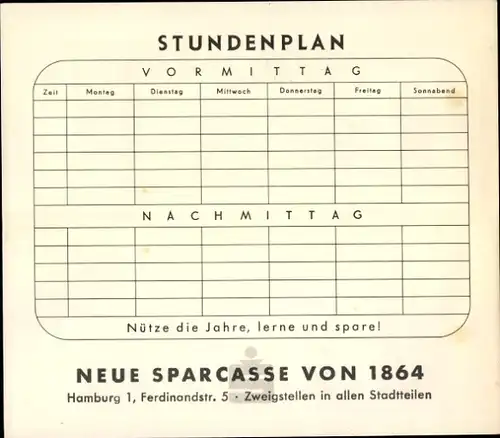 STUNDENPLAN
VORMITTAG
Zeit Montag Dienstag Mittwoch Donnerstag Freitag Sonnabend
NACHMITTAG
Nütze die Jahre, lerne und spare!
NEUE SPARCASSE VON 1864
Hamburg 1, Ferdinandstr. 5 · Zweigstellen in allen Stadtteilen